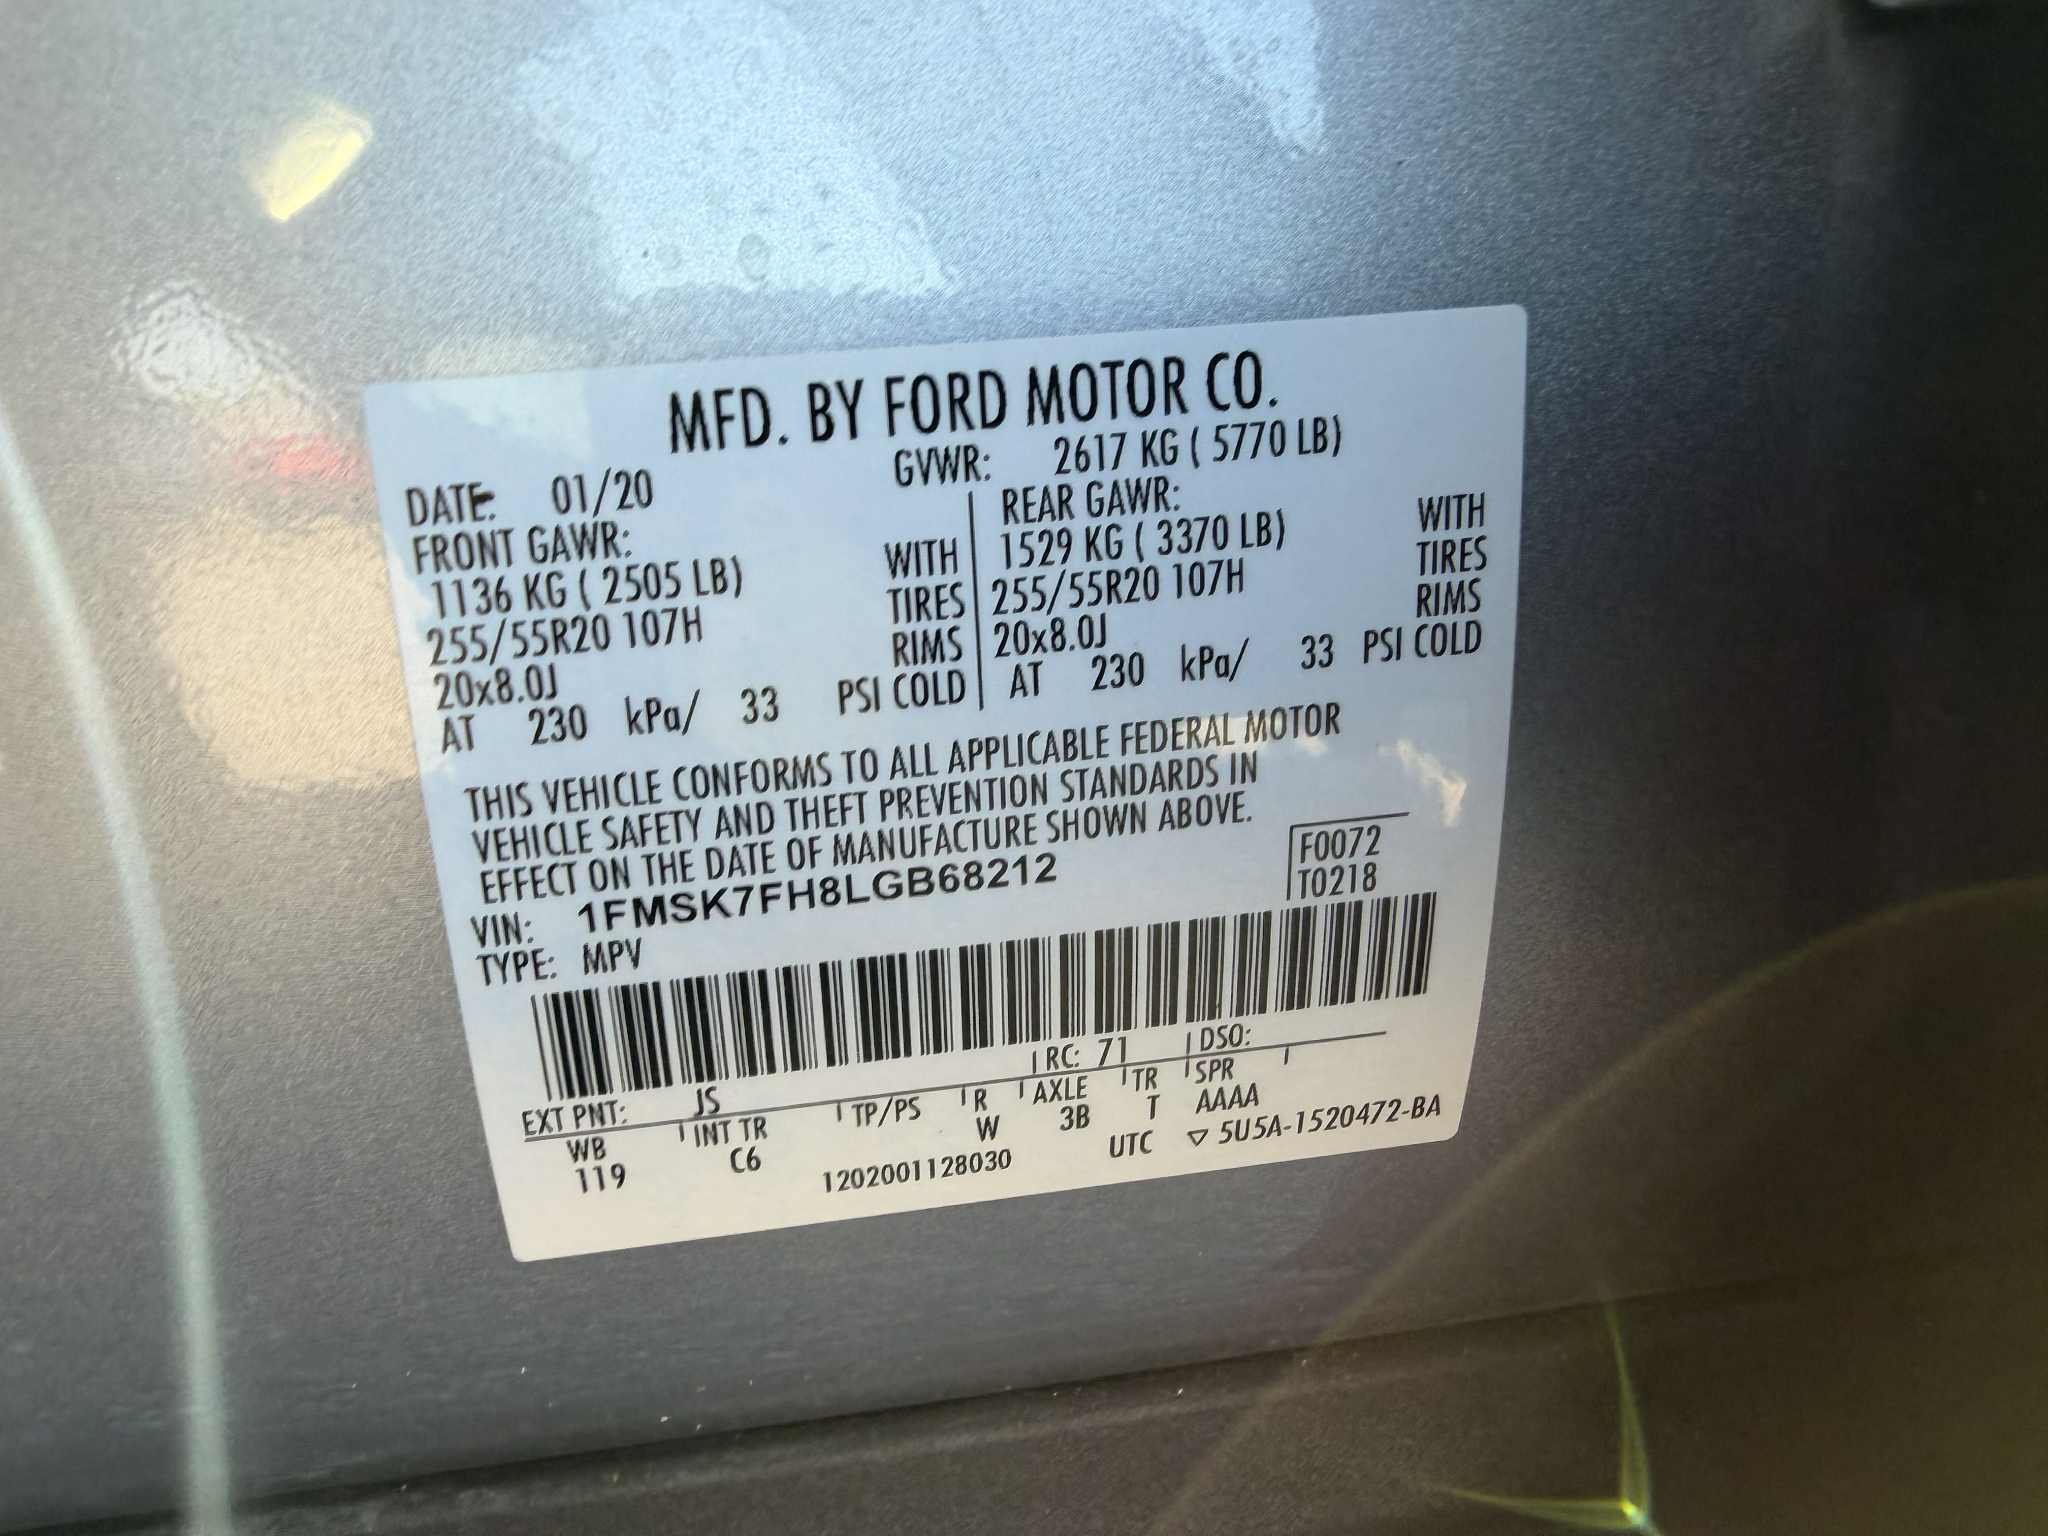 MFD. BY FORD MOTOR CO.
DATE: 01/20 GVWR: 2617 KG ( 5770 LB)
FRONT GAWR: REAR GAWR:
1136 KG ( 2505 LB) WITH 1529 KG ( 3370 LB) WITH
255/55R20 107H TIRES 255/55R20 107H TIRES
20x8.0J RIMS 20x8.0J RIMS
AT 230 kPa/ 33 PSI COLD AT 230 kPa/ 33 PSI COLD
THIS VEHICLE CONFORMS TO ALL APPLICABLE FEDERAL MOTOR
VEHICLE SAFETY AND THEFT PREVENTION STANDARDS IN
EFFECT ON THE DATE OF MANUFACTURE SHOWN ABOVE.
VIN: 1FMSK7FH8LGB68212 F0072
TYPE: MPV T0218
EXT PNT: JS RC: 71 DSO:
WB INT TR TP/PS R AXLE TR SPR
119 C6 W 3B T AAAA
1202001128030 UTC ▽ 5U5A-1520472-BA